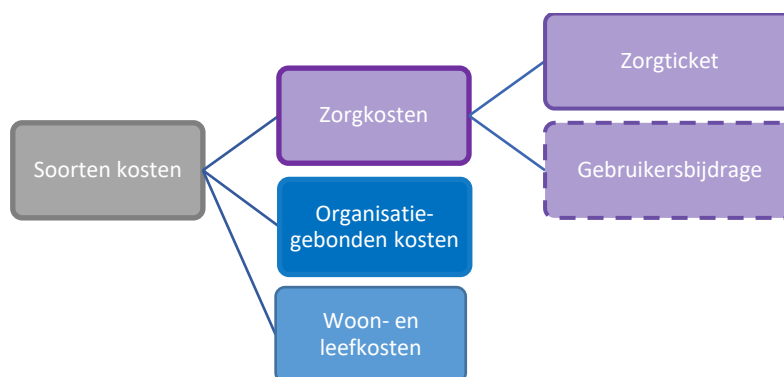 Zorgticket
Zorgkosten
Soorten kosten
Gebruikersbijdrage
Organisatie-
gebonden kosten
Woon- en
leefkosten